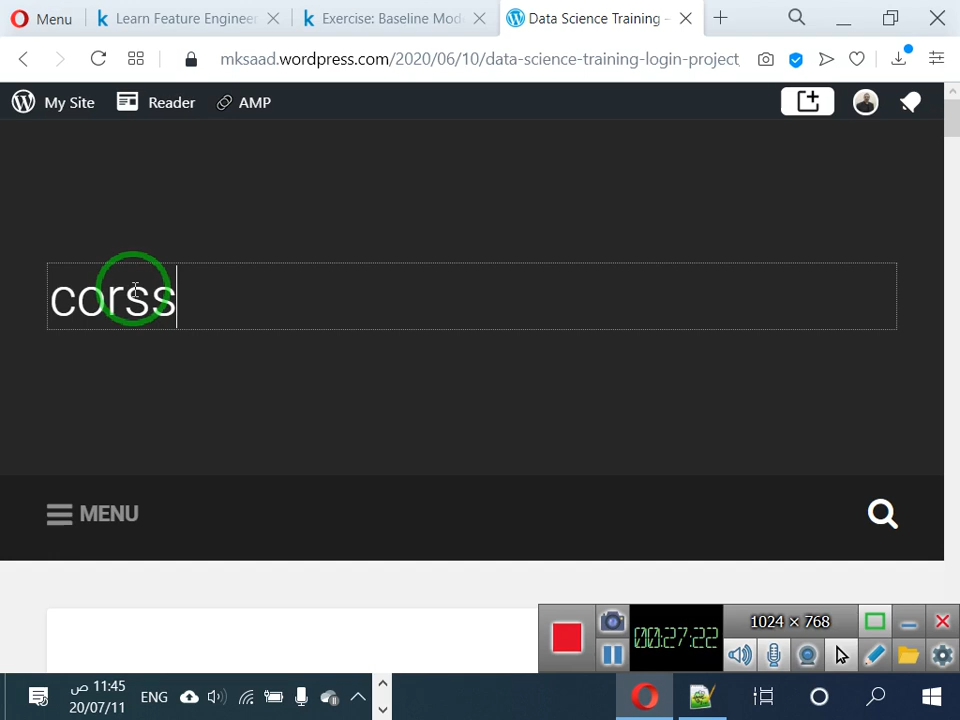 Menu
Learn Feature Engineer
Exercise: Baseline Mod
Data Science Training –
mksaad.wordpress.com/2020/06/10/data-science-training-login-project
My Site
Reader
AMP
corss
MENU
00:27:22
1024 × 768
11:45 ص
20/07/11
ENG